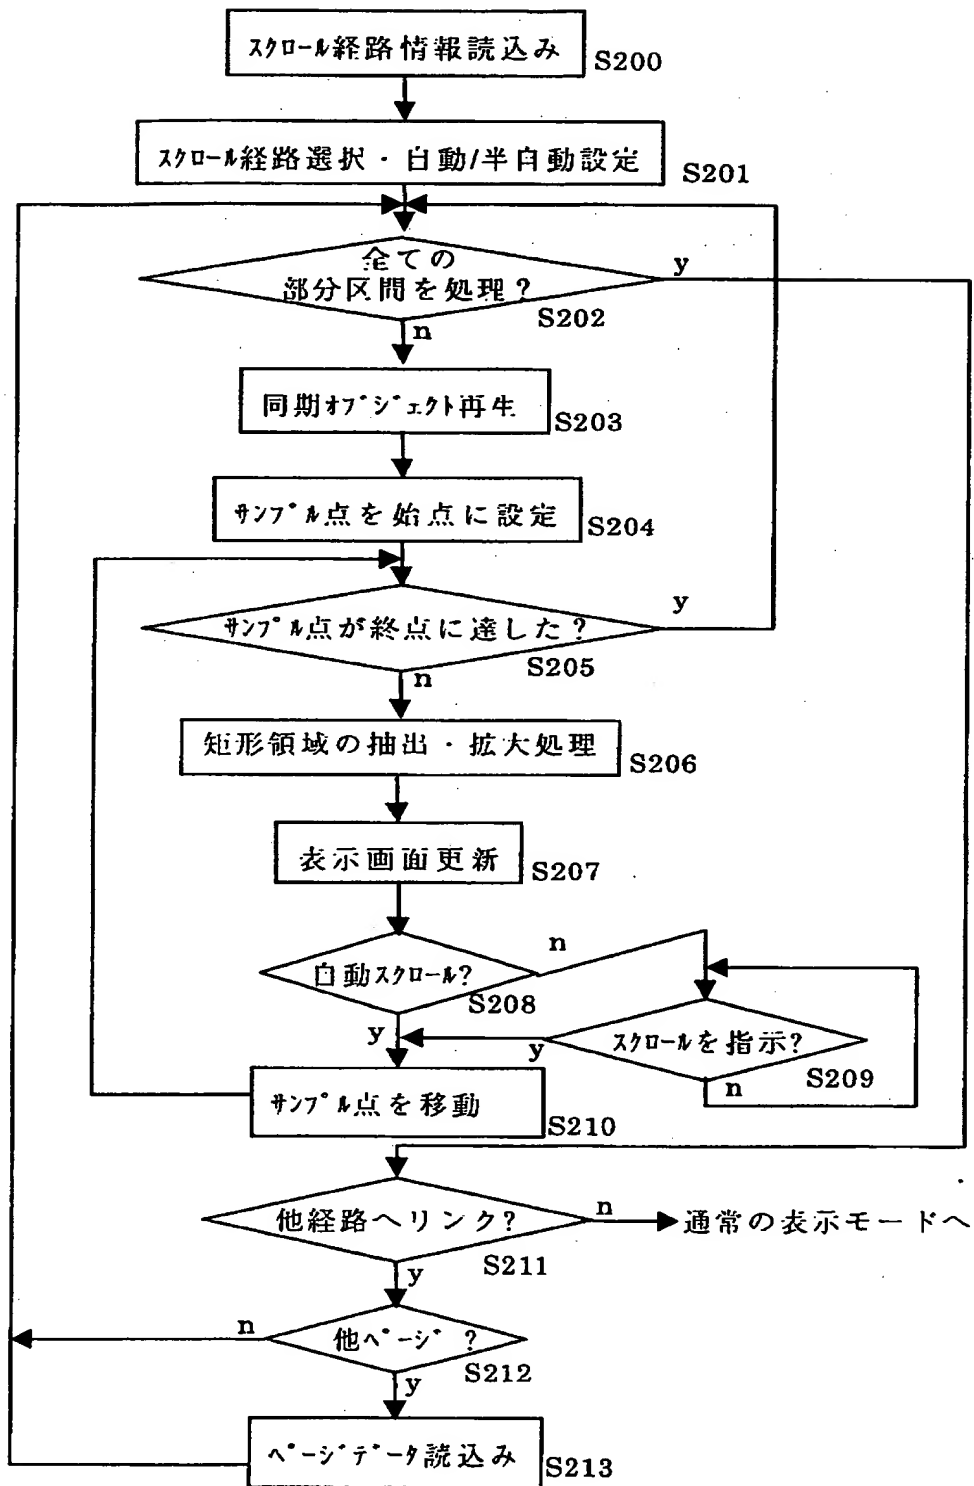 スクロール経路情報読込み
S200
スクロール経路選択・自動/半自動設定
S201
全ての
部分区間を処理?
y
S202
n
同期オブジェクト再生
S203
サンプル点を始点に設定
S204
サンプル点が終点に達した?
y
S205
n
矩形領域の抽出・拡大処理
S206
表示画面更新
S207
自動スクロール?
n
S208
y
スクロールを指示?
y
S209
n
サンプル点を移動
S210
他経路へリンク?
n
通常の表示モードへ
S211
y
他ページ?
n
S212
y
ページデータ読込み
S213